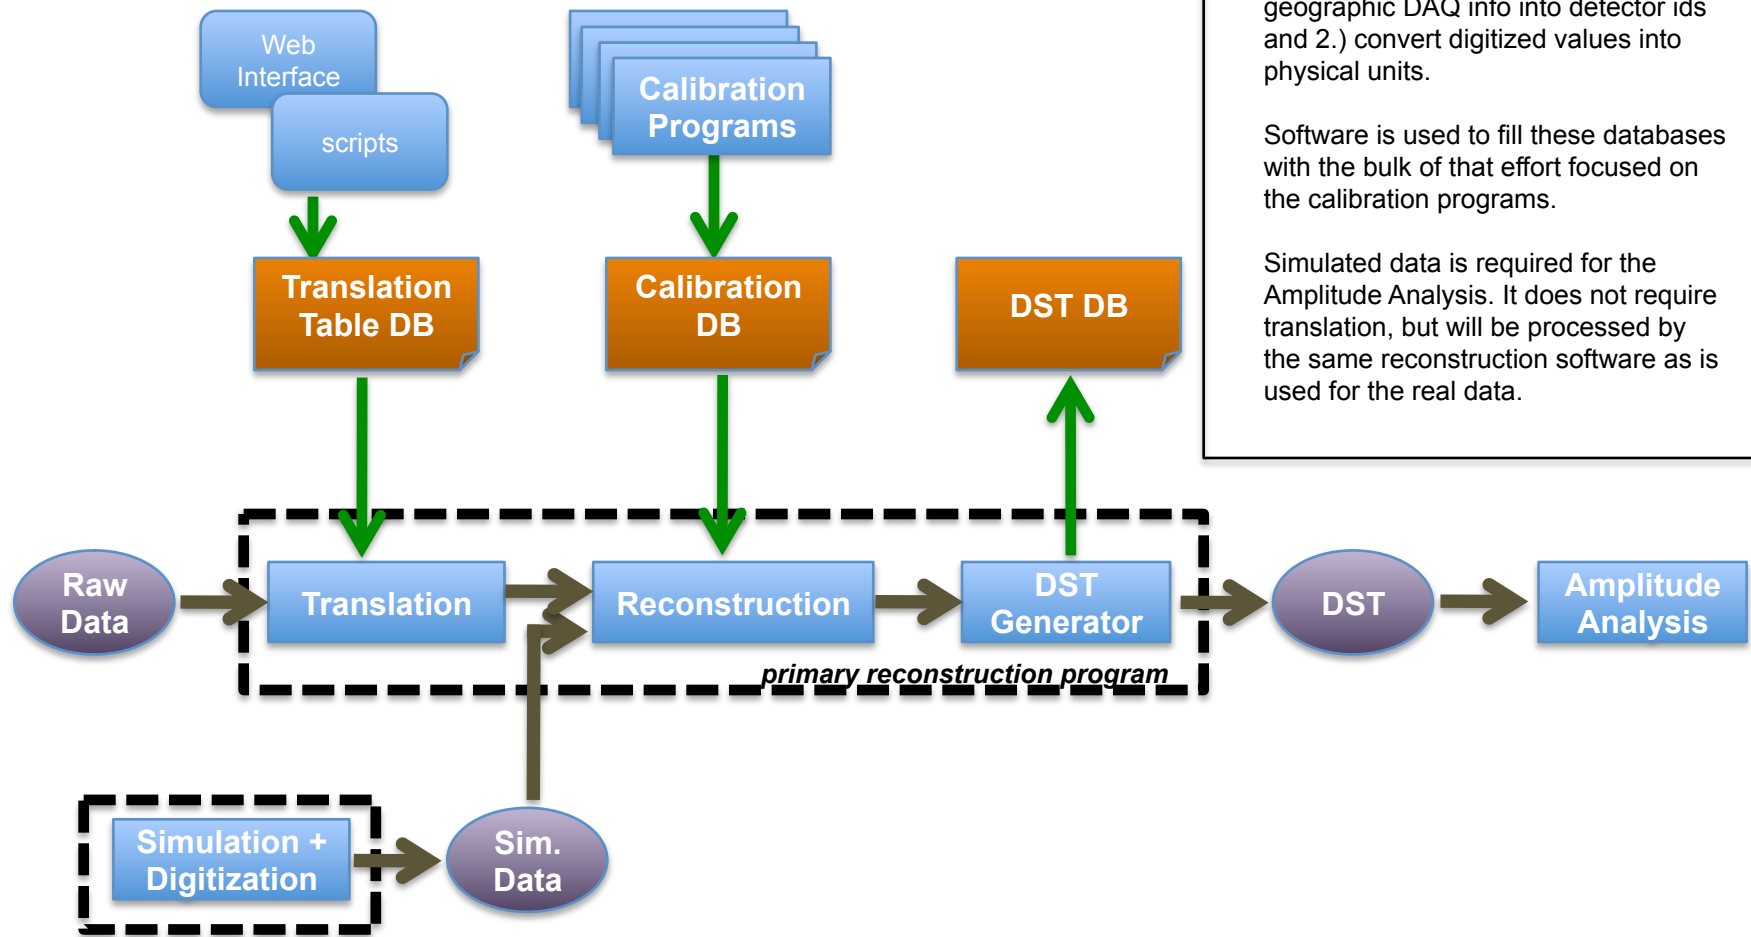 geographic DAQ info into detector ids
and 2.) convert digitized values into
physical units.
Software is used to fill these databases
with the bulk of that effort focused on
the calibration programs.
Simulated data is required for the
Amplitude Analysis. It does not require
translation, but will be processed by
the same reconstruction software as is
used for the real data.
Web
Interface
scripts
Calibration
Programs
Translation
Table DB
Calibration
DB
DST DB
Raw
Data
Translation
Reconstruction
DST
Generator
DST
Amplitude
Analysis
primary reconstruction program
Simulation +
Digitization
Sim.
Data